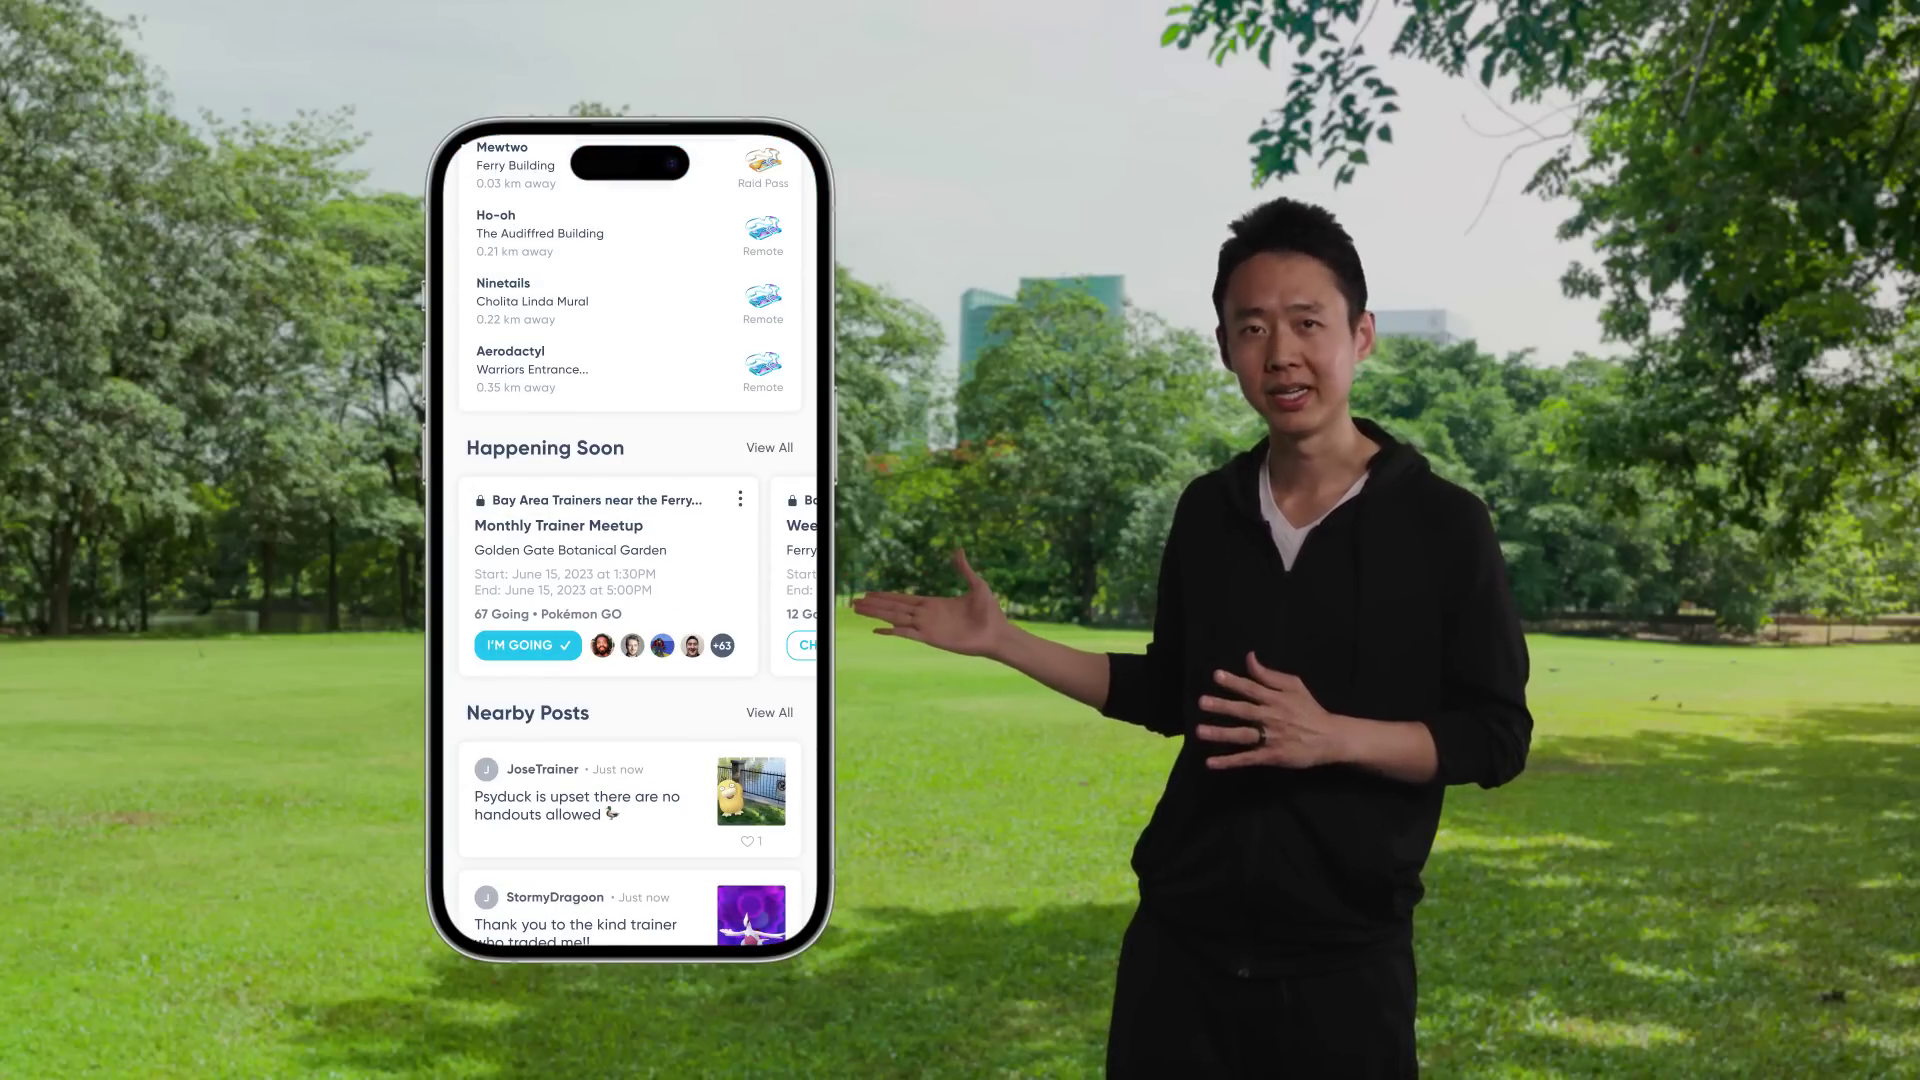 Mewtwo
Ferry Building
0.03 km away
Raid Pass
Ho-oh
The Audiffred Building
0.21 km away
Remote
Ninetails
Cholita Linda Mural
0.22 km away
Remote
Aerodactyl
Warriors Entrance...
0.35 km away
Remote
Happening Soon
View All
Bay Area Trainers near the Ferry...
Monthly Trainer Meetup
Golden Gate Botanical Garden
Start: June 15, 2023 at 1:30PM
End: June 15, 2023 at 5:00PM
67 Going • Pokémon GO
I'M GOING ✓
+63
Wee
Ferry
Start
End:
12 Go
CH
Nearby Posts
View All
J
JoseTrainer • Just now
Psyduck is upset there are no
handouts allowed 🦆
1
J
StormyDragoon • Just now
Thank you to the kind trainer
who traded me!!